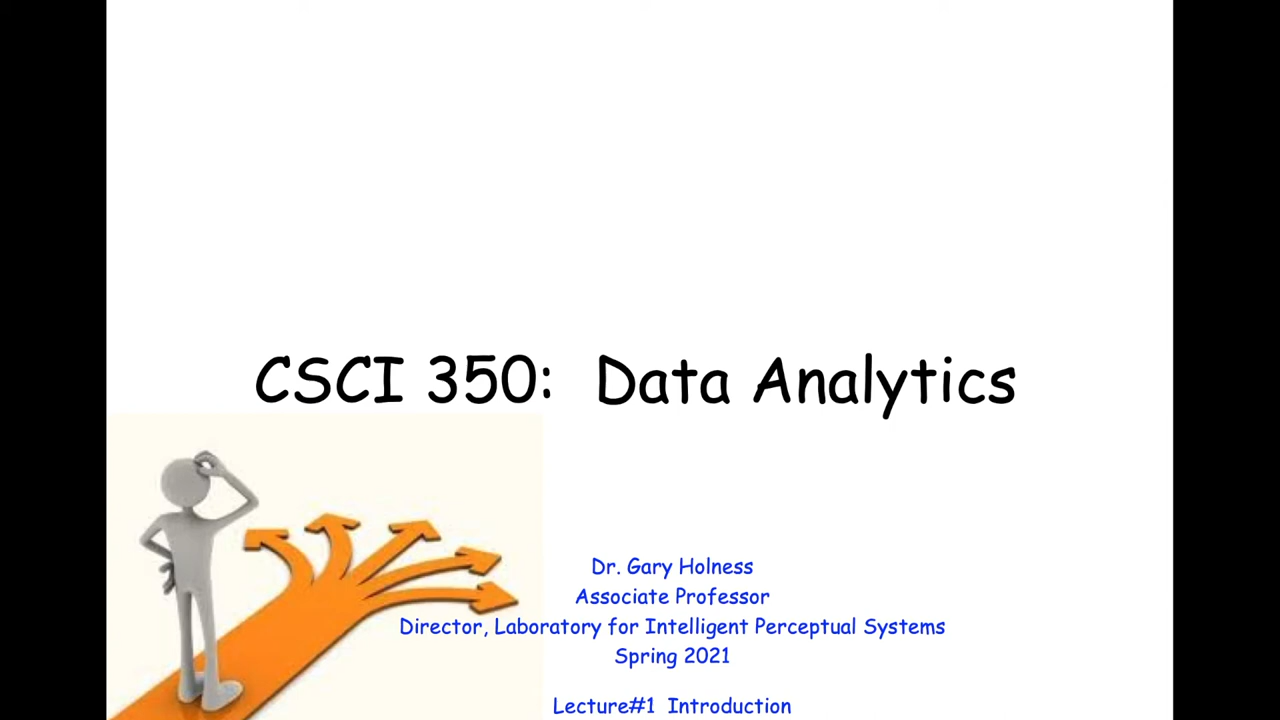 CSCI 350: Data Analytics
Dr. Gary Holness
Associate Professor
Director, Laboratory for Intelligent Perceptual Systems
Spring 2021
Lecture#1 Introduction